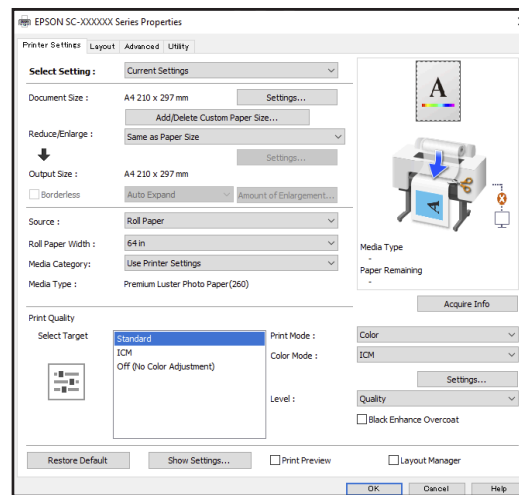 EPSON SC-XXXXXX Series Properties
Printer Settings Layout Advanced Utility
Select Setting : Current Settings
Document Size : A4 210 x 297 mm Settings...
Add/Delete Custom Paper Size...
Reduce/Enlarge : Same as Paper Size
Settings...
Output Size : A4 210 x 297 mm
Borderless Auto Expand Amount of Enlargement...
Source : Roll Paper
Roll Paper Width : 64 in
Media Category: Use Printer Settings
Media Type : Premium Luster Photo Paper(260)
A
A
Media Type
-
Paper Remaining
-
Acquire Info
Print Quality
Select Target
Standard
ICM
Off (No Color Adjustment)
Print Mode : Color
Color Mode : ICM
Settings...
Level : Quality
Black Enhance Overcoat
Restore Default Show Settings... Print Preview Layout Manager
OK Cancel Help